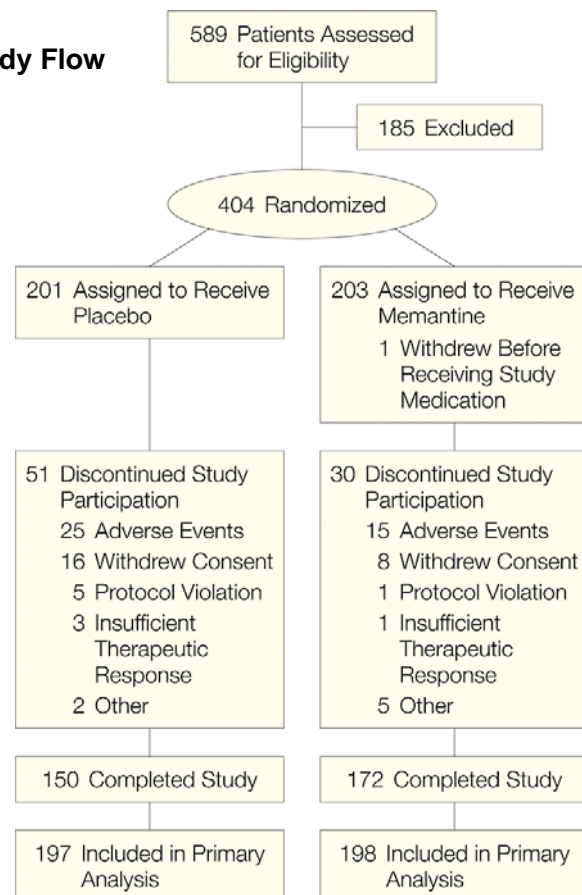 dy Flow
589 Patients Assessed
for Eligibility
185 Excluded
404 Randomized
201 Assigned to Receive
Placebo
203 Assigned to Receive
Memantine
1 Withdrew Before
Receiving Study
Medication
51 Discontinued Study
Participation
25 Adverse Events
16 Withdrew Consent
5 Protocol Violation
3 Insufficient
Therapeutic
Response
2 Other
30 Discontinued Study
Participation
15 Adverse Events
8 Withdrew Consent
1 Protocol Violation
1 Insufficient
Therapeutic
Response
5 Other
150 Completed Study
172 Completed Study
197 Included in Primary
Analysis
198 Included in Primary
Analysis